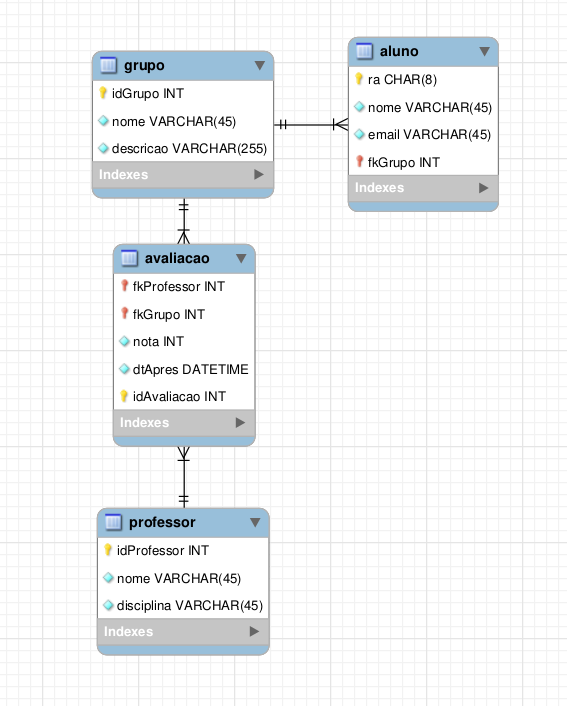 grupo
idGrupo INT
nome VARCHAR(45)
descricao VARCHAR(255)
Indexes
aluno
ra CHAR(8)
nome VARCHAR(45)
email VARCHAR(45)
fkGrupo INT
Indexes
avaliacao
fkProfessor INT
fkGrupo INT
nota INT
dtApres DATETIME
idAvaliacao INT
Indexes
professor
idProfessor INT
nome VARCHAR(45)
disciplina VARCHAR(45)
Indexes